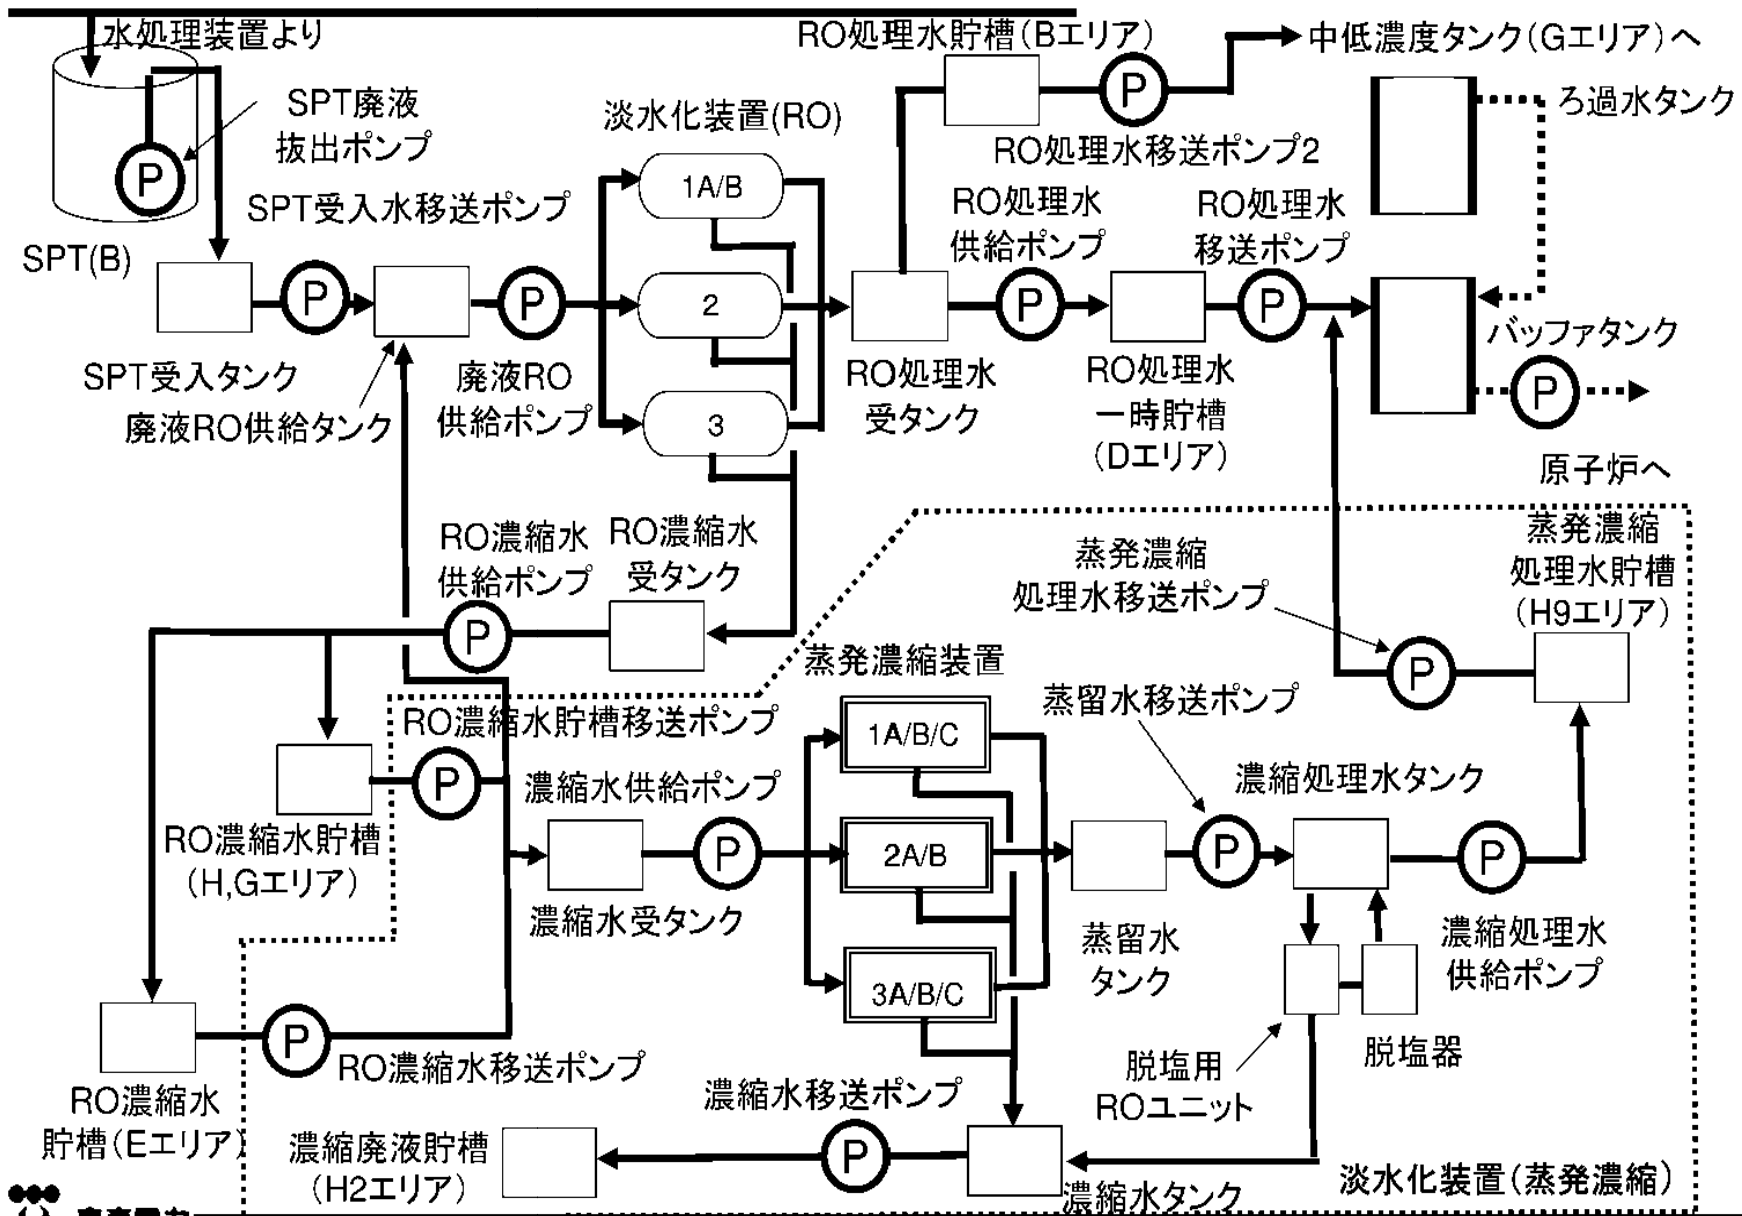 水処理装置より
RO処理水貯槽(Bエリア)
中低濃度タンク(Gエリア)へ
P
ろ過水タンク
SPT廃液
抜出ポンプ
P
淡水化装置(RO)
RO処理水移送ポンプ2
1A/B
SPT受入水移送ポンプ
RO処理水
供給ポンプ
RO処理水
移送ポンプ
SPT(B)
P
P
2
P
P
バッファタンク
SPT受入タンク
廃液RO供給タンク
廃液RO
供給ポンプ
3
RO処理水
受タンク
RO処理水
一時貯槽
(Dエリア)
P
原子炉へ
RO濃縮水
供給ポンプ
RO濃縮水
受タンク
P
蒸発濃縮
処理水移送ポンプ
蒸発濃縮
処理水貯槽
(H9エリア)
P
蒸発濃縮装置
RO濃縮水貯槽移送ポンプ
P
1A/B/C
蒸留水移送ポンプ
濃縮水供給ポンプ
濃縮処理水タンク
RO濃縮水貯槽
(H,Gエリア)
P
2A/B
P
P
濃縮水受タンク
蒸留水
タンク
濃縮処理水
供給ポンプ
3A/B/C
P
RO濃縮水移送ポンプ
脱塩用
ROユニット
脱塩器
RO濃縮水
貯槽(Eエリア)
濃縮水移送ポンプ
濃縮廃液貯槽
(H2エリア)
P
濃縮水タンク
淡水化装置(蒸発濃縮)